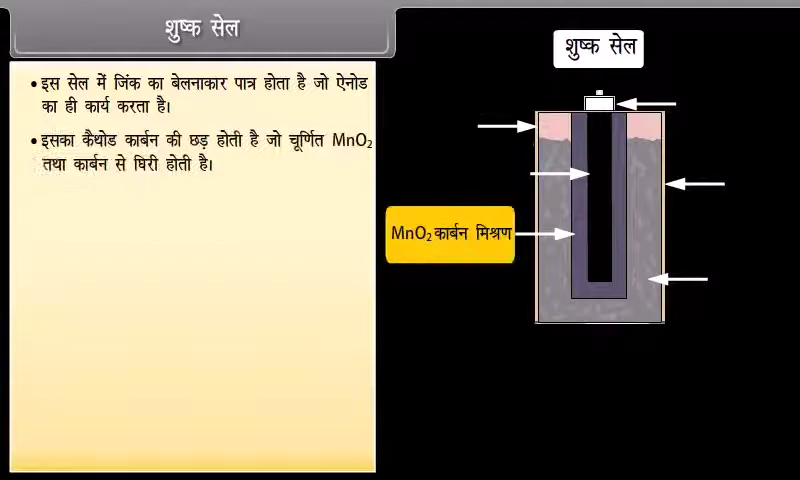 शुष्क सेल
• इस सेल में जिंक का बेलनाकार पात्र होता है जो ऐनोड
का ही कार्य करता है।
• इसका कैथोड कार्बन की छड़ होती है जो चूर्णित MnO₂
तथा कार्बन से घिरी होती है।
शुष्क सेल
MnO₂ कार्बन मिश्रण